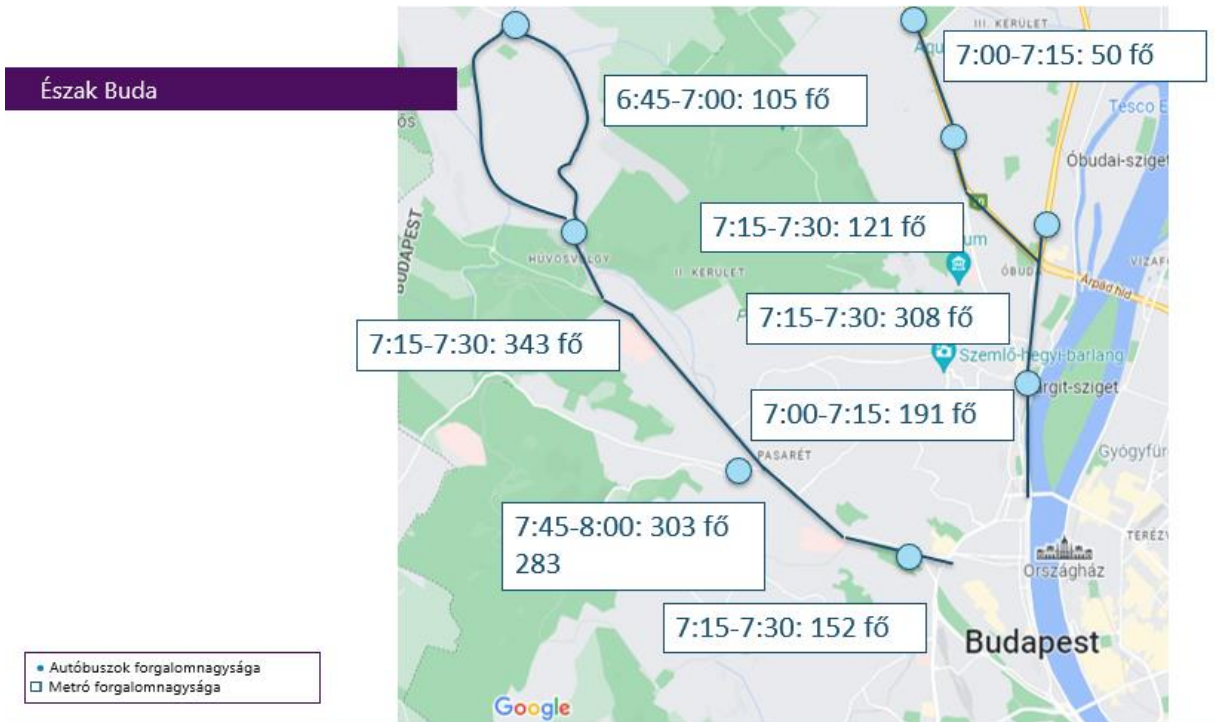 Észak Buda
III. KERÜLET
7:00-7:15: 50 fő
6:45-7:00: 105 fő
Tesco E
Óbudai-sziget
BUDAPEST
7:15-7:30: 121 fő
um
HŰVÖSVÖLGY
II. KERÜLET
ÓBUDA
VIZAFO
Árpád híd
7:15-7:30: 308 fő
7:15-7:30: 343 fő
Szemlő-hegyi-barlang
rgit-sziget
7:00-7:15: 191 fő
PASARÉT
Gyógyfür
7:45-8:00: 303 fő
283
TERÉZV
Országház
7:15-7:30: 152 fő
Budapest
Autóbuszok forgalomnagysága
Metró forgalomnagysága
Google